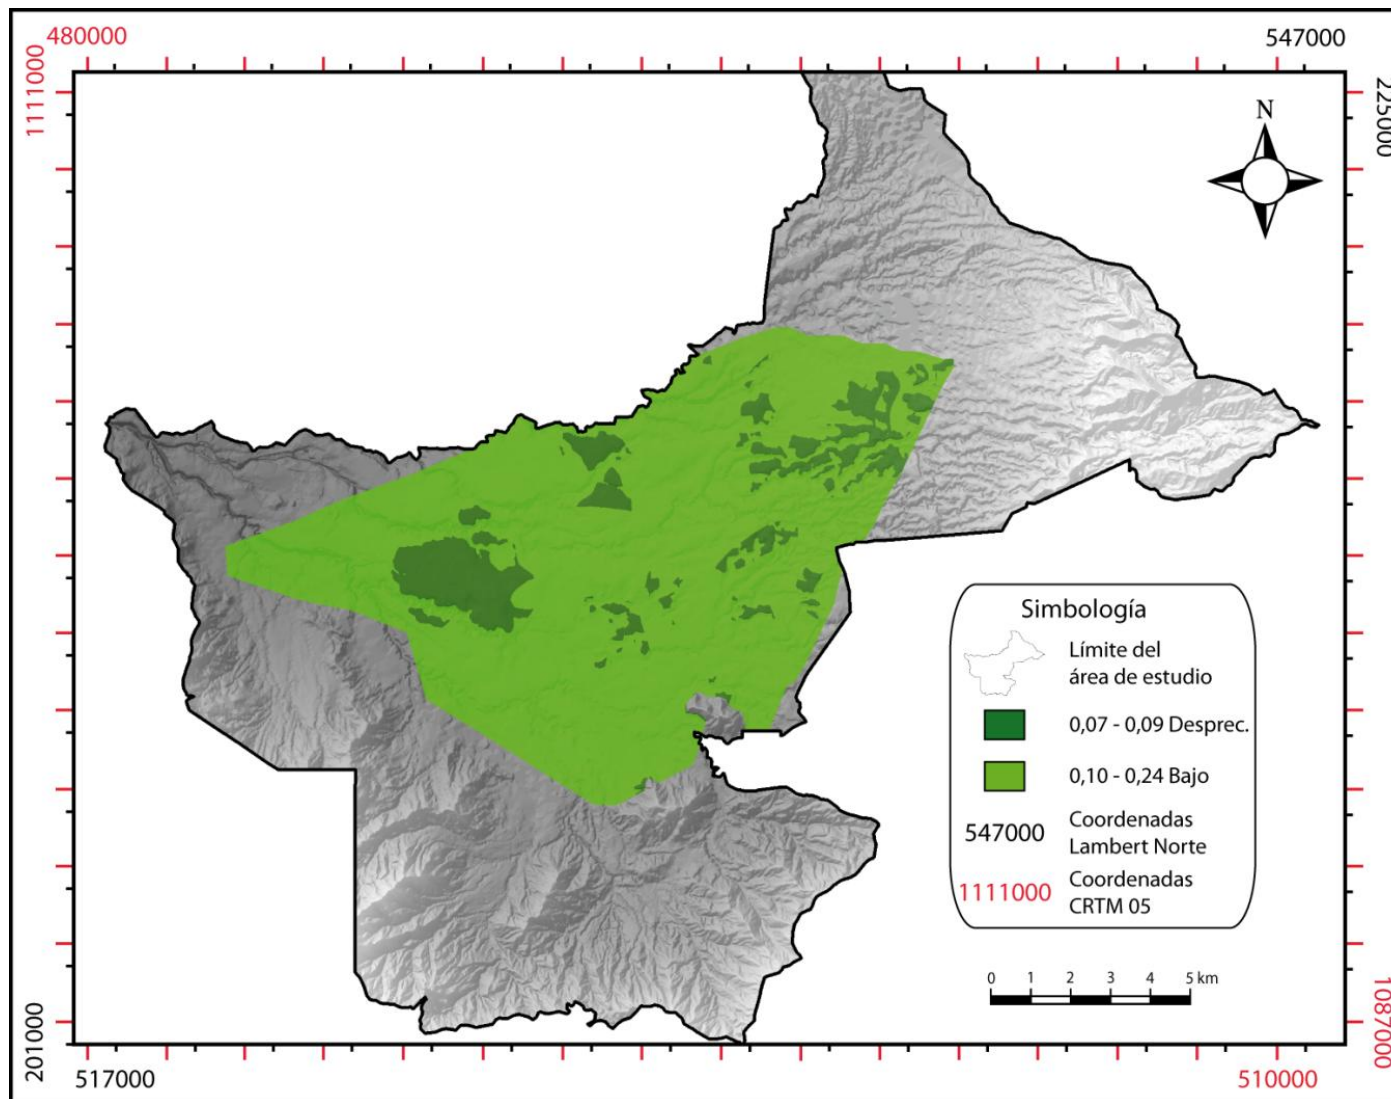 480000
547000
1111000
225000
N
Simbología
Límite del
área de estudio
0,07 - 0,09 Desprec.
0,10 - 0,24 Bajo
547000
Coordenadas
Lambert Norte
1111000
Coordenadas
CRTM 05
0 1 2 3 4 5 km
201000
1087000
517000
510000